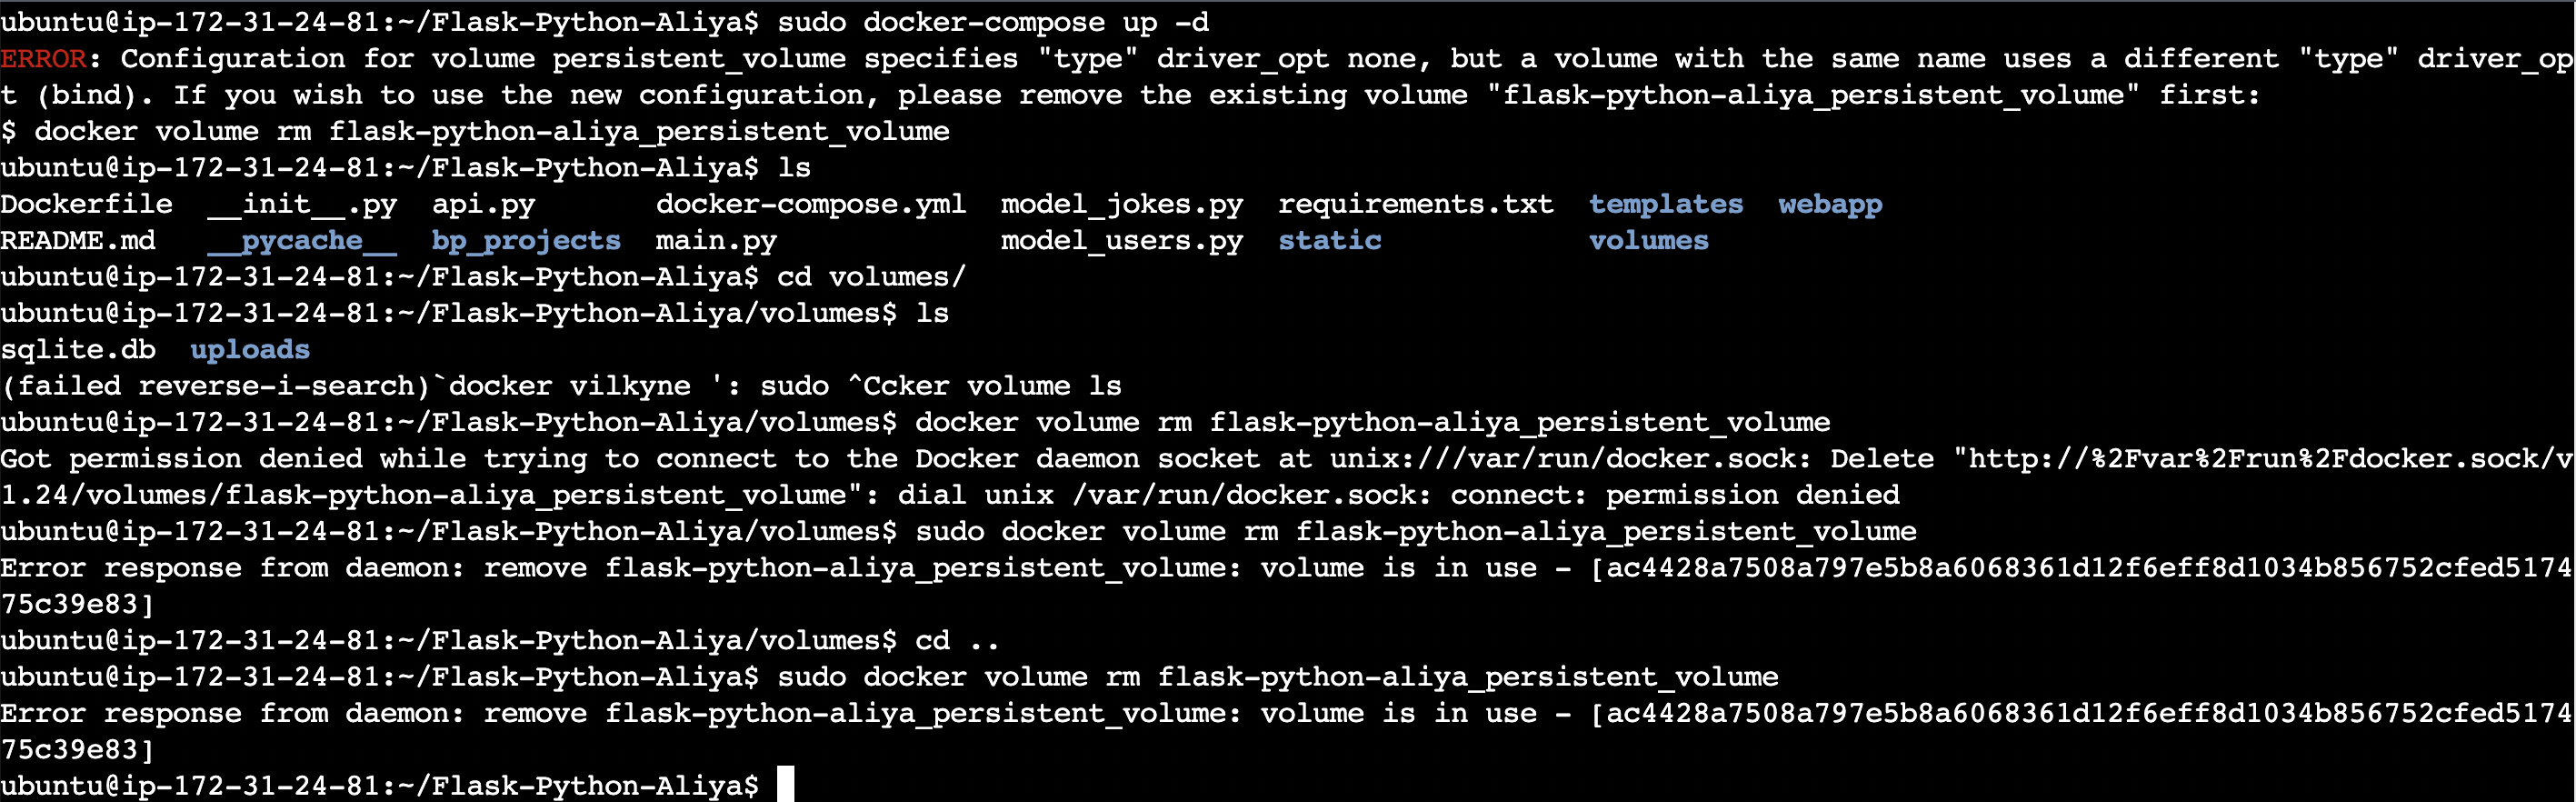 ubuntu@ip-172-31-24-81:~/Flask-Python-Aliya$ sudo docker-compose up -d
ERROR: Configuration for volume persistent_volume specifies "type" driver_opt none, but a volume with the same name uses a different "type" driver_op
t (bind). If you wish to use the new configuration, please remove the existing volume "flask-python-aliya_persistent_volume" first:
$ docker volume rm flask-python-aliya_persistent_volume
ubuntu@ip-172-31-24-81:~/Flask-Python-Aliya$ ls
Dockerfile  __init__.py  api.py       docker-compose.yml  model_jokes.py  requirements.txt  templates  webapp
README.md   __pycache__  bp_projects  main.py             model_users.py  static            volumes
ubuntu@ip-172-31-24-81:~/Flask-Python-Aliya$ cd volumes/
ubuntu@ip-172-31-24-81:~/Flask-Python-Aliya/volumes$ ls
sqlite.db  uploads
(failed reverse-i-search)`docker vilkyne ': sudo ^Ccker volume ls
ubuntu@ip-172-31-24-81:~/Flask-Python-Aliya/volumes$ docker volume rm flask-python-aliya_persistent_volume
Got permission denied while trying to connect to the Docker daemon socket at unix:///var/run/docker.sock: Delete "http://%2Fvar%2Frun%2Fdocker.sock/v
1.24/volumes/flask-python-aliya_persistent_volume": dial unix /var/run/docker.sock: connect: permission denied
ubuntu@ip-172-31-24-81:~/Flask-Python-Aliya/volumes$ sudo docker volume rm flask-python-aliya_persistent_volume
Error response from daemon: remove flask-python-aliya_persistent_volume: volume is in use - [ac4428a7508a797e5b8a6068361d12f6eff8d1034b856752cfed5174
75c39e83]
ubuntu@ip-172-31-24-81:~/Flask-Python-Aliya/volumes$ cd ..
ubuntu@ip-172-31-24-81:~/Flask-Python-Aliya$ sudo docker volume rm flask-python-aliya_persistent_volume
Error response from daemon: remove flask-python-aliya_persistent_volume: volume is in use - [ac4428a7508a797e5b8a6068361d12f6eff8d1034b856752cfed5174
75c39e83]
ubuntu@ip-172-31-24-81:~/Flask-Python-Aliya$